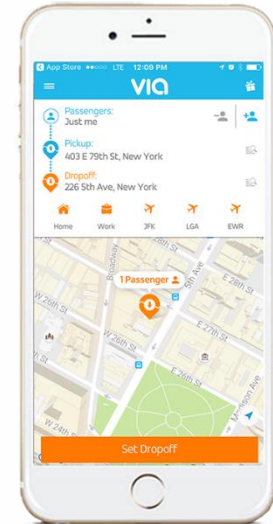 App Store LTE 12:09 PM
VIA
Passengers:
Just me
Pickup:
403 E 79th St, New York
Dropoff:
226 5th Ave, New York
Home Work JFK LGA EWR
Broadway
5th Ave
E 28th St
1 Passenger
W 26th St
E 27th St
W 25th St
E 26th St
Madison Ave
W 24th St
Set Dropoff